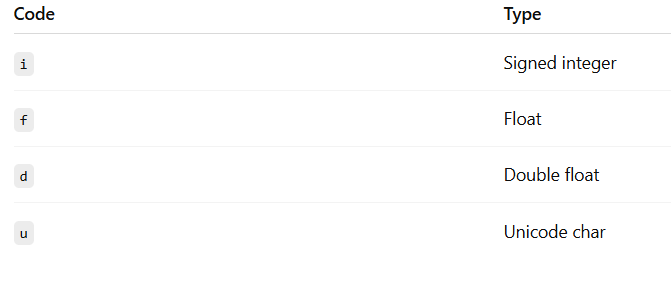 Code Type
i Signed integer
f Float
d Double float
u Unicode char